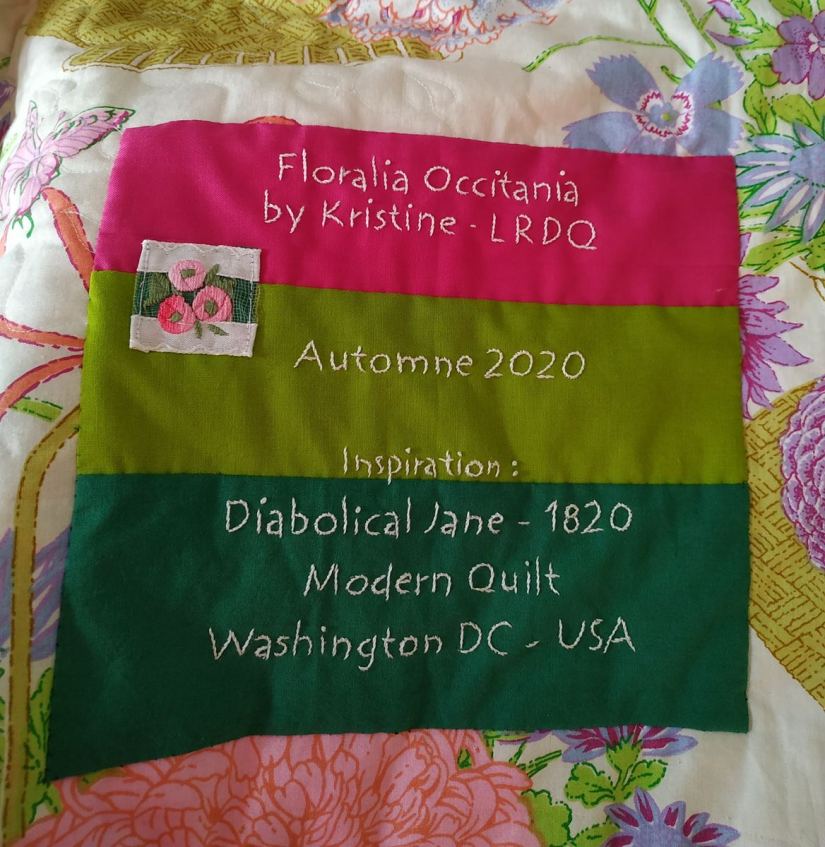 Floralia Occitania
by Kristine - LRDQ
Automne 2020
Inspiration :
Diabolical Jane - 1820
Modern Quilt
Washington DC - USA